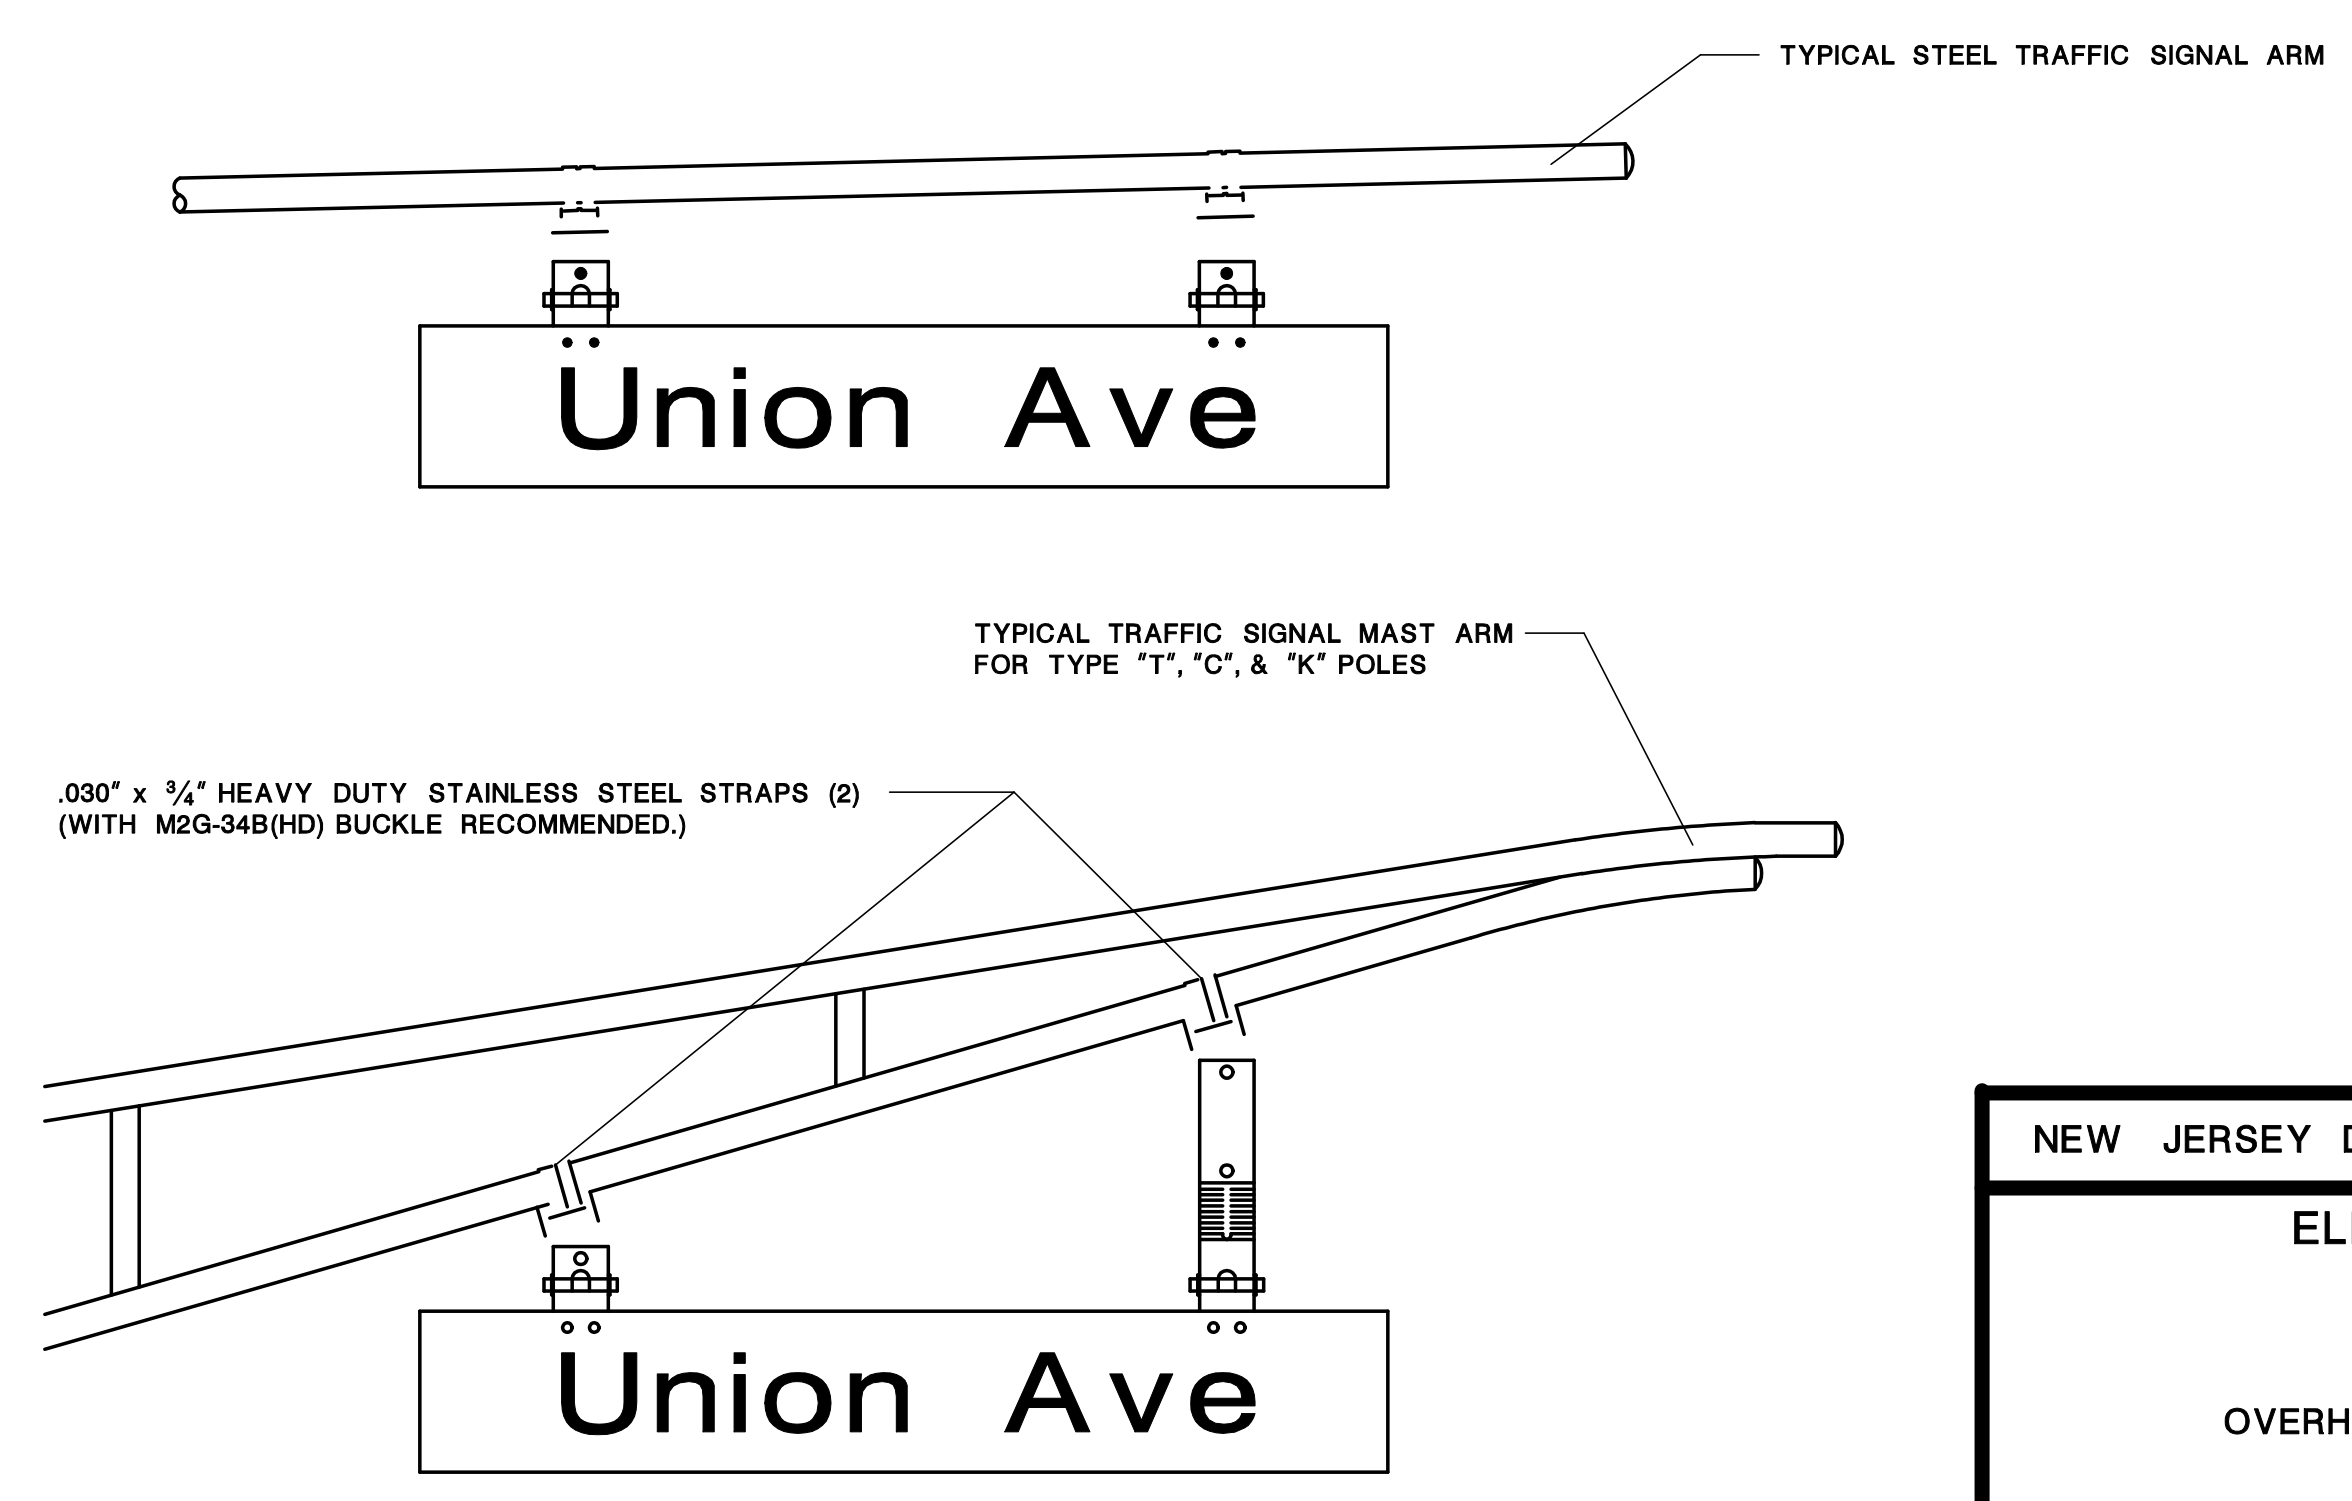 TYPICAL STEEL TRAFFIC SIGNAL ARM
Union Ave
TYPICAL TRAFFIC SIGNAL MAST ARM
FOR TYPE "T", "C", & "K" POLES
.030" x ¾" HEAVY DUTY STAINLESS STEEL STRAPS (2)
(WITH M2G-34B(HD) BUCKLE RECOMMENDED.)
Union Ave
NEW JERSEY